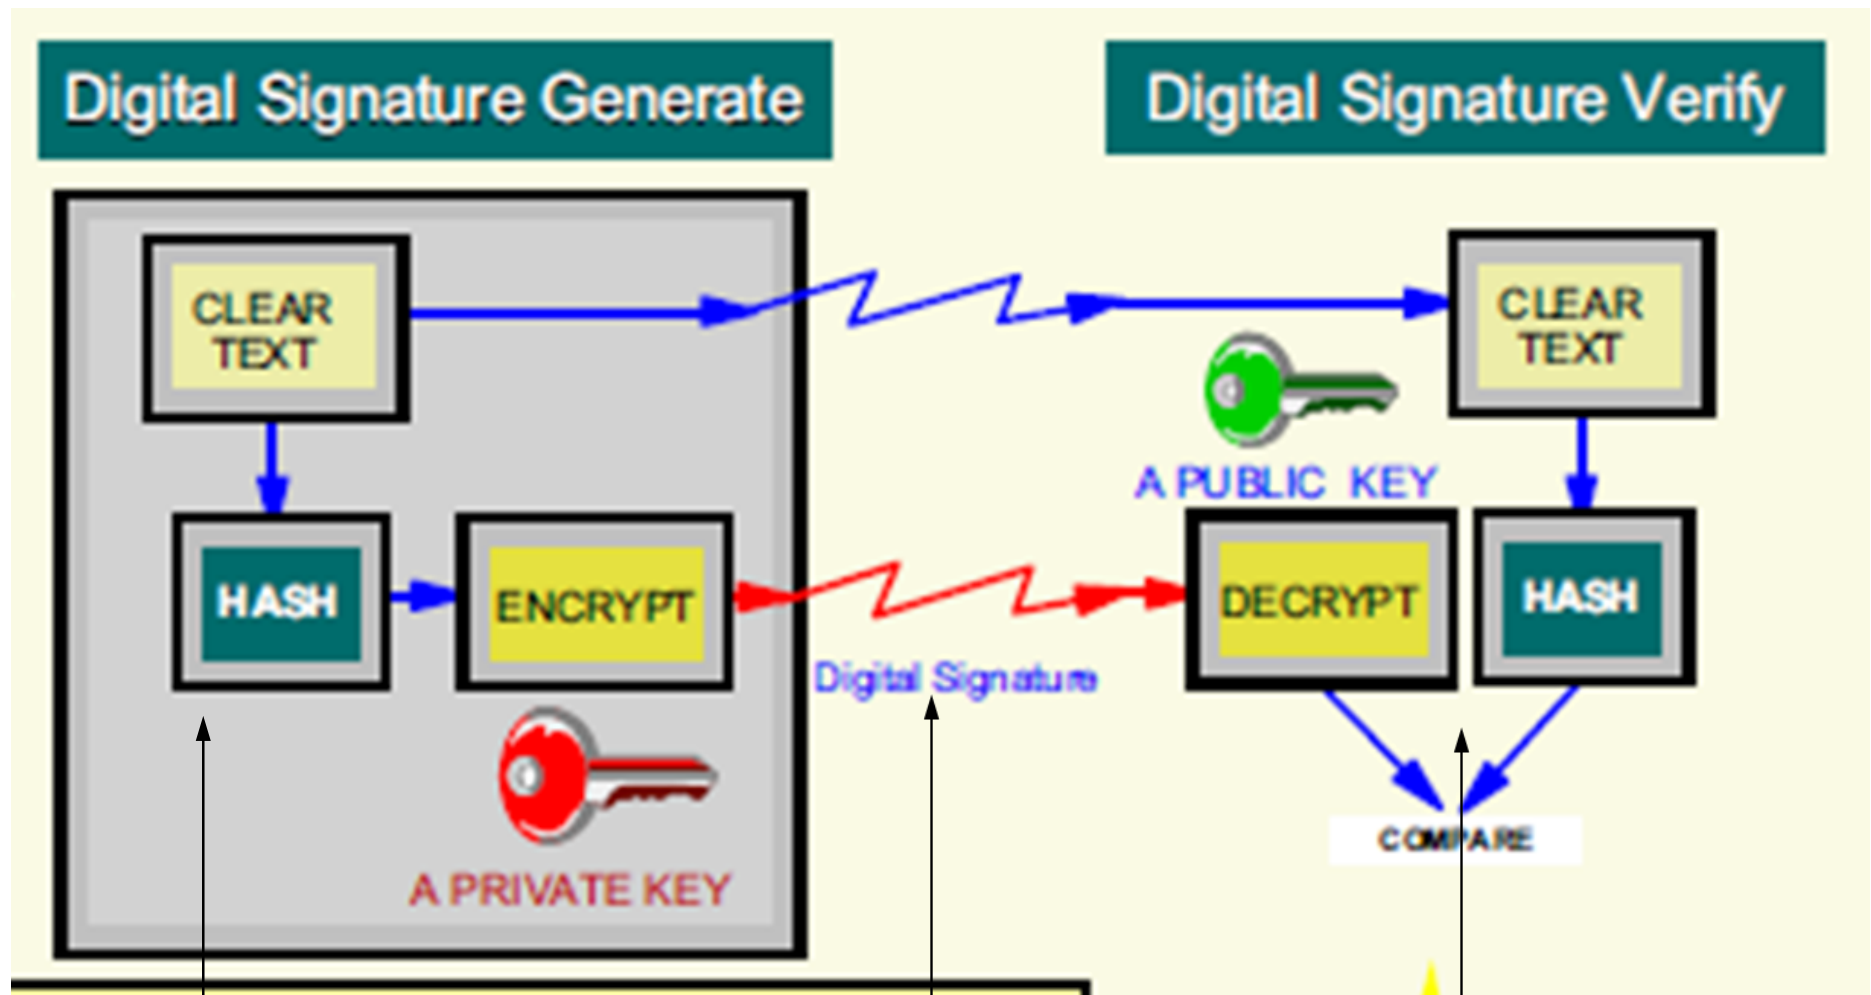 Digital Signature Generate
Digital Signature Verify
CLEAR
TEXT
CLEAR
TEXT
A PUBLIC KEY
HASH
ENCRYPT
DECRYPT
HASH
Digital Signature
COMPARE
A PRIVATE KEY